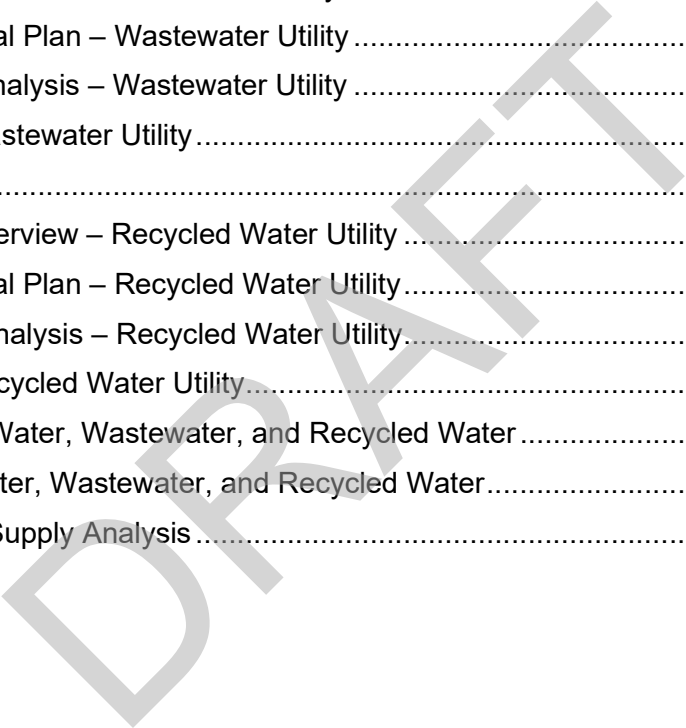 al Plan – Wastewater Utility ........................................
nalysis – Wastewater Utility ........................................
stewater Utility ............................................................
................................................................................
erview – Recycled Water Utility ..................................
al Plan – Recycled Water Utility ..................................
nalysis – Recycled Water Utility ..................................
cycled Water Utility .....................................................
Water, Wastewater, and Recycled Water ....................
ter, Wastewater, and Recycled Water ........................
Supply Analysis ...........................................................
DRAFT